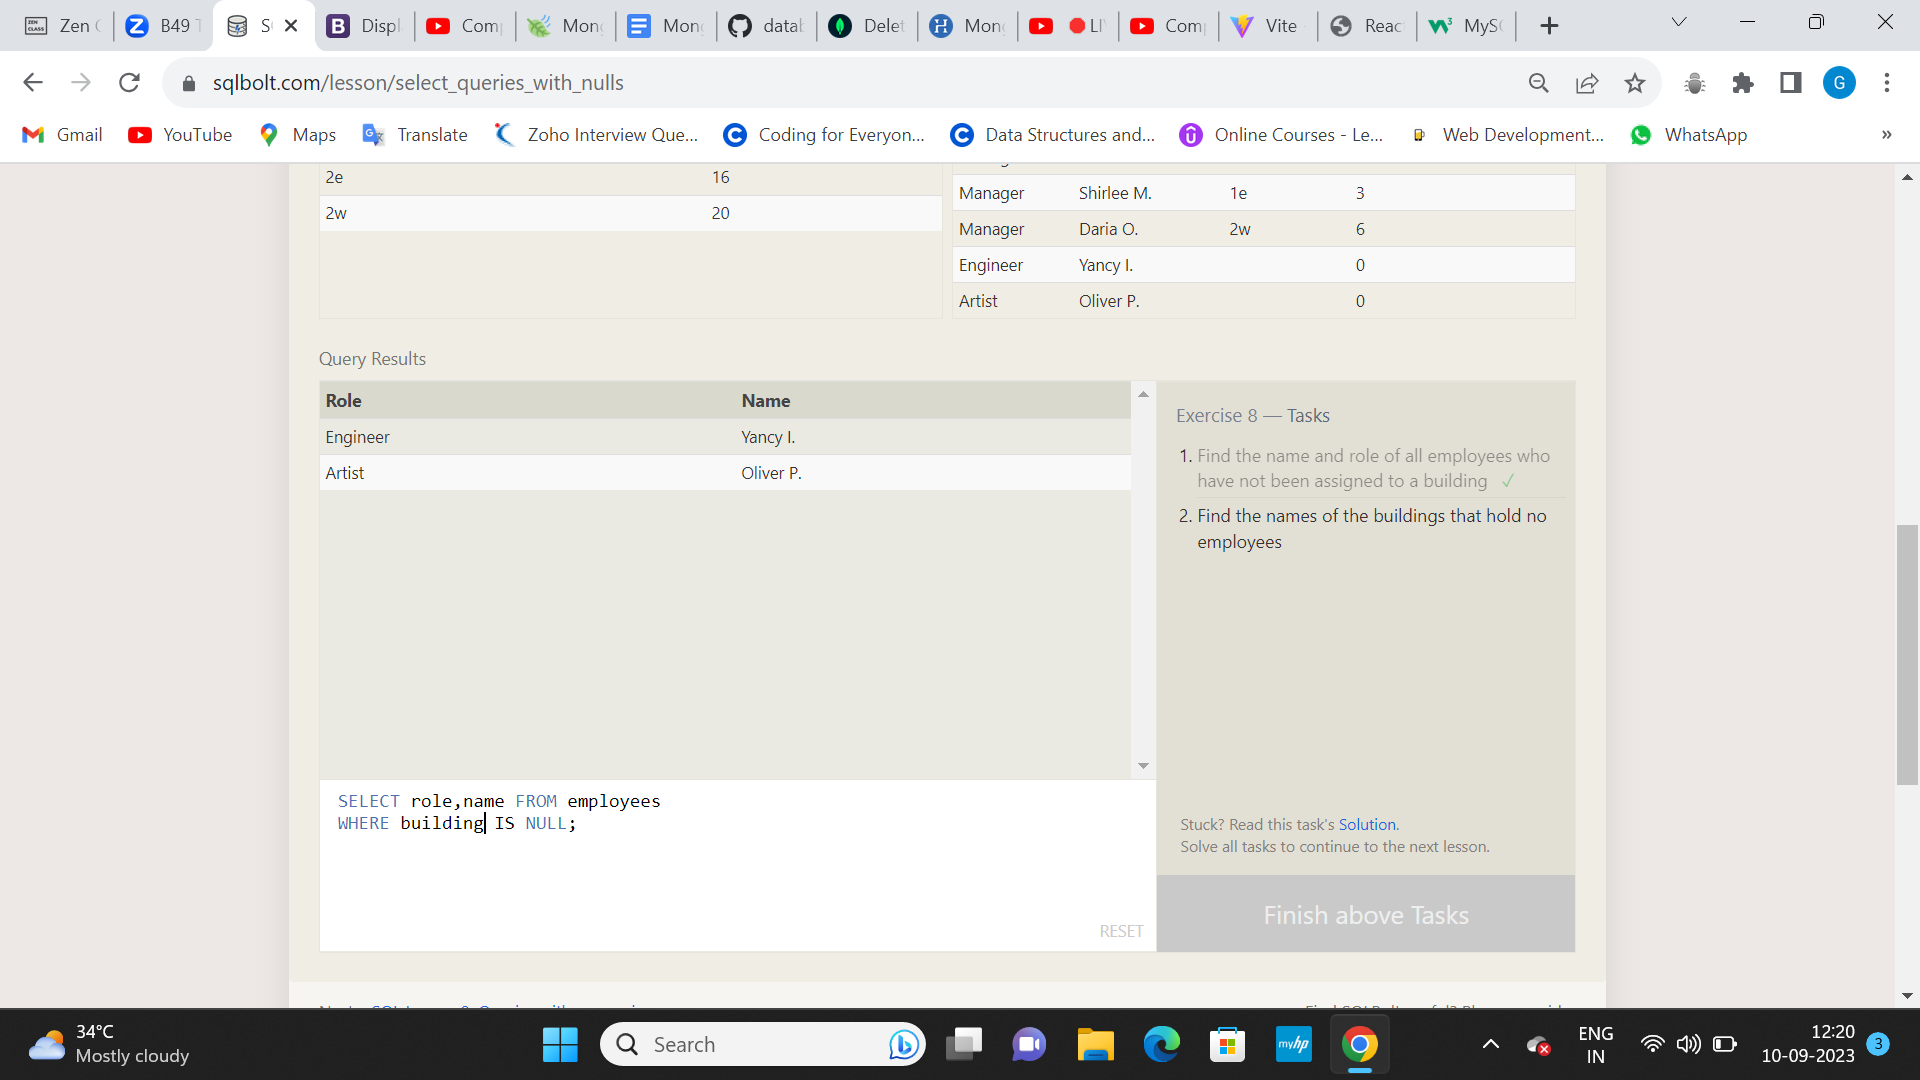 Zen
B49
Displ
Com
Mon
Mon
datab
Delet
Mon
LI
Com
Vite
Reac
MySO
sqlbolt.com/lesson/select_queries_with_nulls
G
Gmail
YouTube
Maps
Translate
Zoho Interview Que...
Coding for Everyon...
Data Structures and...
Online Courses - Le...
Web Development...
WhatsApp
»
2e 16
2w 20
Manager Shirlee M. 1e 3
Manager Daria O. 2w 6
Engineer Yancy I. 0
Artist Oliver P. 0
Query Results
Role Name
Engineer Yancy I.
Artist Oliver P.
Exercise 8 — Tasks
1. Find the name and role of all employees who
have not been assigned to a building ✓
2. Find the names of the buildings that hold no
employees
SELECT role,name FROM employees
WHERE building IS NULL;
RESET
Stuck? Read this task's Solution.
Solve all tasks to continue to the next lesson.
Finish above Tasks
34°C
Mostly cloudy
Search
myhp
ENG
IN
12:20
10-09-2023
3